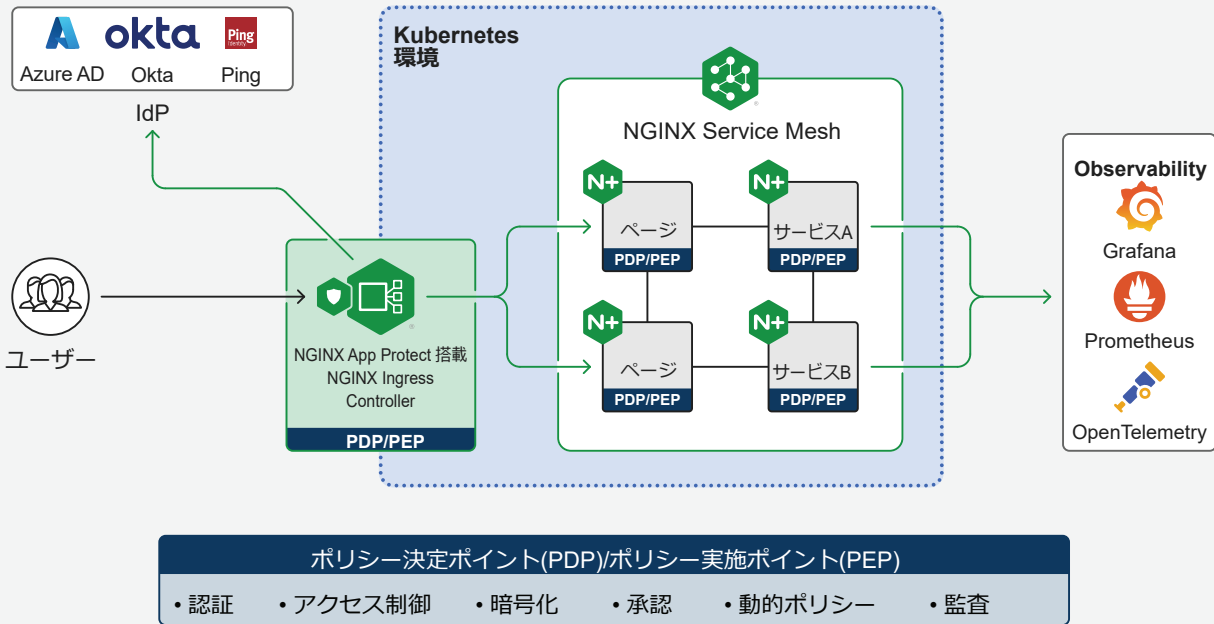 okta
Ping
Identity
Azure AD
Okta
Ping
IdP
Kubernetes
環境
NGINX Service Mesh
N+
ページ
PDP/PEP
N+
サービスA
PDP/PEP
N+
ページ
PDP/PEP
N+
サービスB
PDP/PEP
ユーザー
NGINX App Protect 搭載
NGINX Ingress
Controller
PDP/PEP
Observability
Grafana
Prometheus
OpenTelemetry
ポリシー決定ポイント(PDP)/ポリシー実施ポイント(PEP)
• 認証 • アクセス制御 • 暗号化 • 承認 • 動的ポリシー • 監査